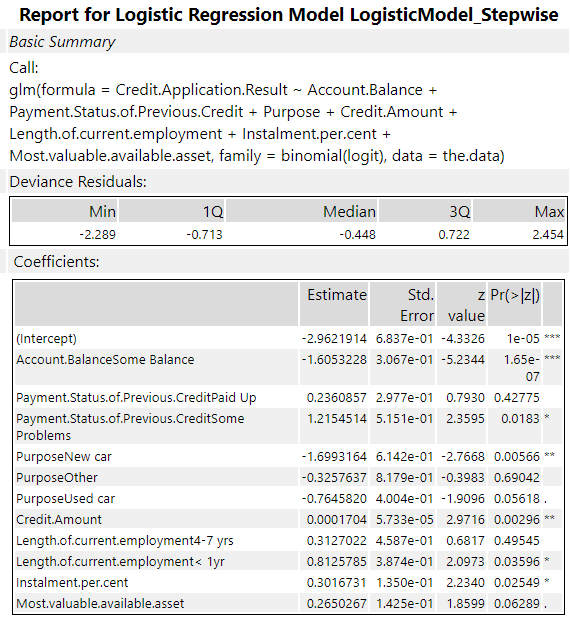 Report for Logistic Regression Model LogisticModel_Stepwise
Basic Summary
Call:
glm(formula = Credit.Application.Result ~ Account.Balance +
Payment.Status.of.Previous.Credit + Purpose + Credit.Amount +
Length.of.current.employment + Instalment.per.cent +
Most.valuable.available.asset, family = binomial(logit), data = the.data)
Deviance Residuals:
Min 1Q Median 3Q Max
-2.289 -0.713 -0.448 0.722 2.454
Coefficients:
Estimate Std. z Pr(>|z|)
Error value
(Intercept) -2.9621914 6.837e-01 -4.3326 1e-05 ***
Account.BalanceSome Balance -1.6053228 3.067e-01 -5.2344 1.65e- ***
07
Payment.Status.of.Previous.CreditPaid Up 0.2360857 2.977e-01 0.7930 0.42775
Payment.Status.of.Previous.CreditSome 1.2154514 5.151e-01 2.3595 0.0183 *
Problems
PurposeNew car -1.6993164 6.142e-01 -2.7668 0.00566 **
PurposeOther -0.3257637 8.179e-01 -0.3983 0.69042
PurposeUsed car -0.7645820 4.004e-01 -1.9096 0.05618 .
Credit.Amount 0.0001704 5.733e-05 2.9716 0.00296 **
Length.of.current.employment4-7 yrs 0.3127022 4.587e-01 0.6817 0.49545
Length.of.current.employment< 1yr 0.8125785 3.874e-01 2.0973 0.03596 *
Instalment.per.cent 0.3016731 1.350e-01 2.2340 0.02549 *
Most.valuable.available.asset 0.2650267 1.425e-01 1.8599 0.06289 .